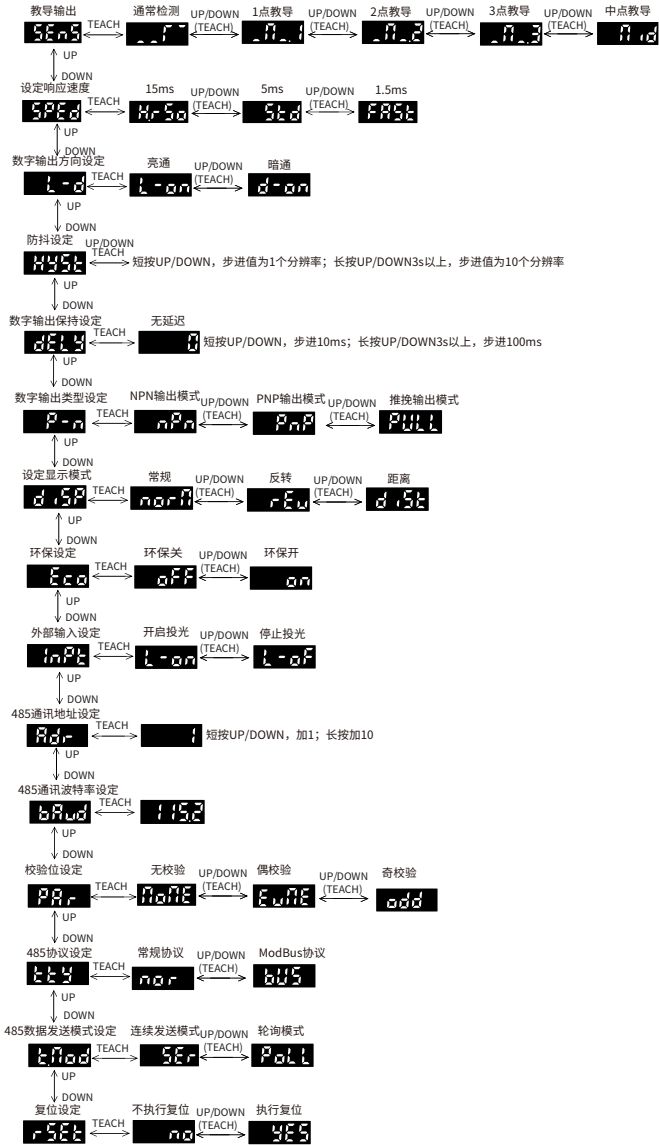 教导输出 通常检测 1点教导 2点教导 3点教导 中点教导
SEnS TEACH __┌‾ UP/DOWN (TEACH) _П_1 UP/DOWN (TEACH) _П_2 UP/DOWN (TEACH) _П_3 UP/DOWN (TEACH) П id
UP
DOWN
设定响应速度 15ms 5ms 1.5ms
SPEd TEACH HrSo UP/DOWN (TEACH) Std UP/DOWN (TEACH) FASt
UP
DOWN
数字输出方向设定 亮通 暗通
L-d TEACH L-on UP/DOWN (TEACH) d-on
UP
DOWN
防抖设定
HYSt UP/DOWN TEACH 短按UP/DOWN，步进值为1个分辨率；长按UP/DOWN3s以上，步进值为10个分辨率
UP
DOWN
数字输出保持设定 无延迟
dELY TEACH 0 短按UP/DOWN，步进10ms；长按UP/DOWN3s以上，步进100ms
UP
DOWN
数字输出类型设定 NPN输出模式 PNP输出模式 推挽输出模式
P-n TEACH nPn UP/DOWN (TEACH) PnP UP/DOWN (TEACH) PULL
UP
DOWN
设定显示模式 常规 反转 距离
diSP TEACH norП UP/DOWN (TEACH) rEv UP/DOWN (TEACH) diSt
UP
DOWN
环保设定 环保关 环保开
Eco TEACH oFF UP/DOWN (TEACH) on
UP
DOWN
外部输入设定 开启投光 停止投光
InPt TEACH L-on UP/DOWN (TEACH) L-oF
UP
DOWN
485通讯地址设定
Adr TEACH 1 短按UP/DOWN，加1；长按加10
UP
DOWN
485通讯波特率设定
bAud TEACH 115.2
UP
DOWN
校验位设定 无校验 偶校验 奇校验
PAr TEACH ПoПE UP/DOWN (TEACH) EvПE UP/DOWN (TEACH) odd
UP
DOWN
485协议设定 常规协议 ModBus协议
ttY TEACH nor UP/DOWN (TEACH) bUS
UP
DOWN
485数据发送模式设定 连续发送模式 轮询模式
tПod TEACH SEr UP/DOWN (TEACH) PoLL
UP
DOWN
复位设定 不执行复位 执行复位
rSEt TEACH no UP/DOWN (TEACH) YES